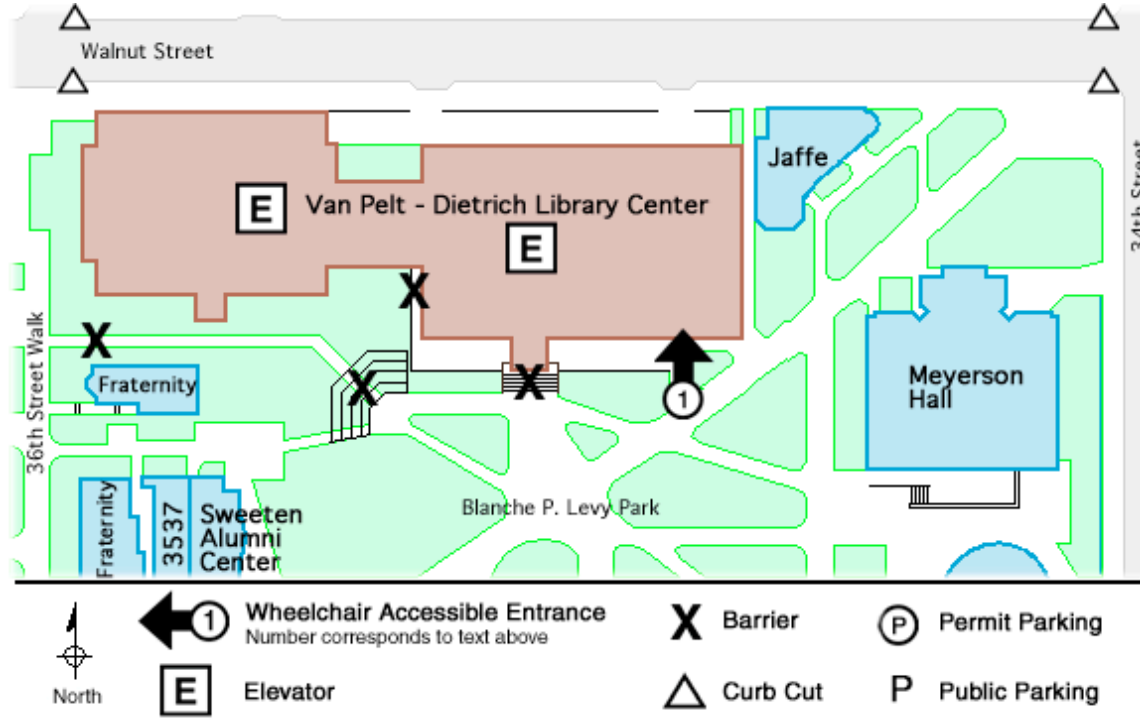 Walnut Street
Jaffe
34th Street
E
Van Pelt - Dietrich Library Center
E
X
X
36th Street Walk
Fraternity
X
X
1
Meyerson
Hall
Blanche P. Levy Park
Fraternity
3537
Sweeten
Alumni
Center
North
1
Wheelchair Accessible Entrance
Number corresponds to text above
E
Elevator
X
Barrier
Curb Cut
P
Permit Parking
P
Public Parking